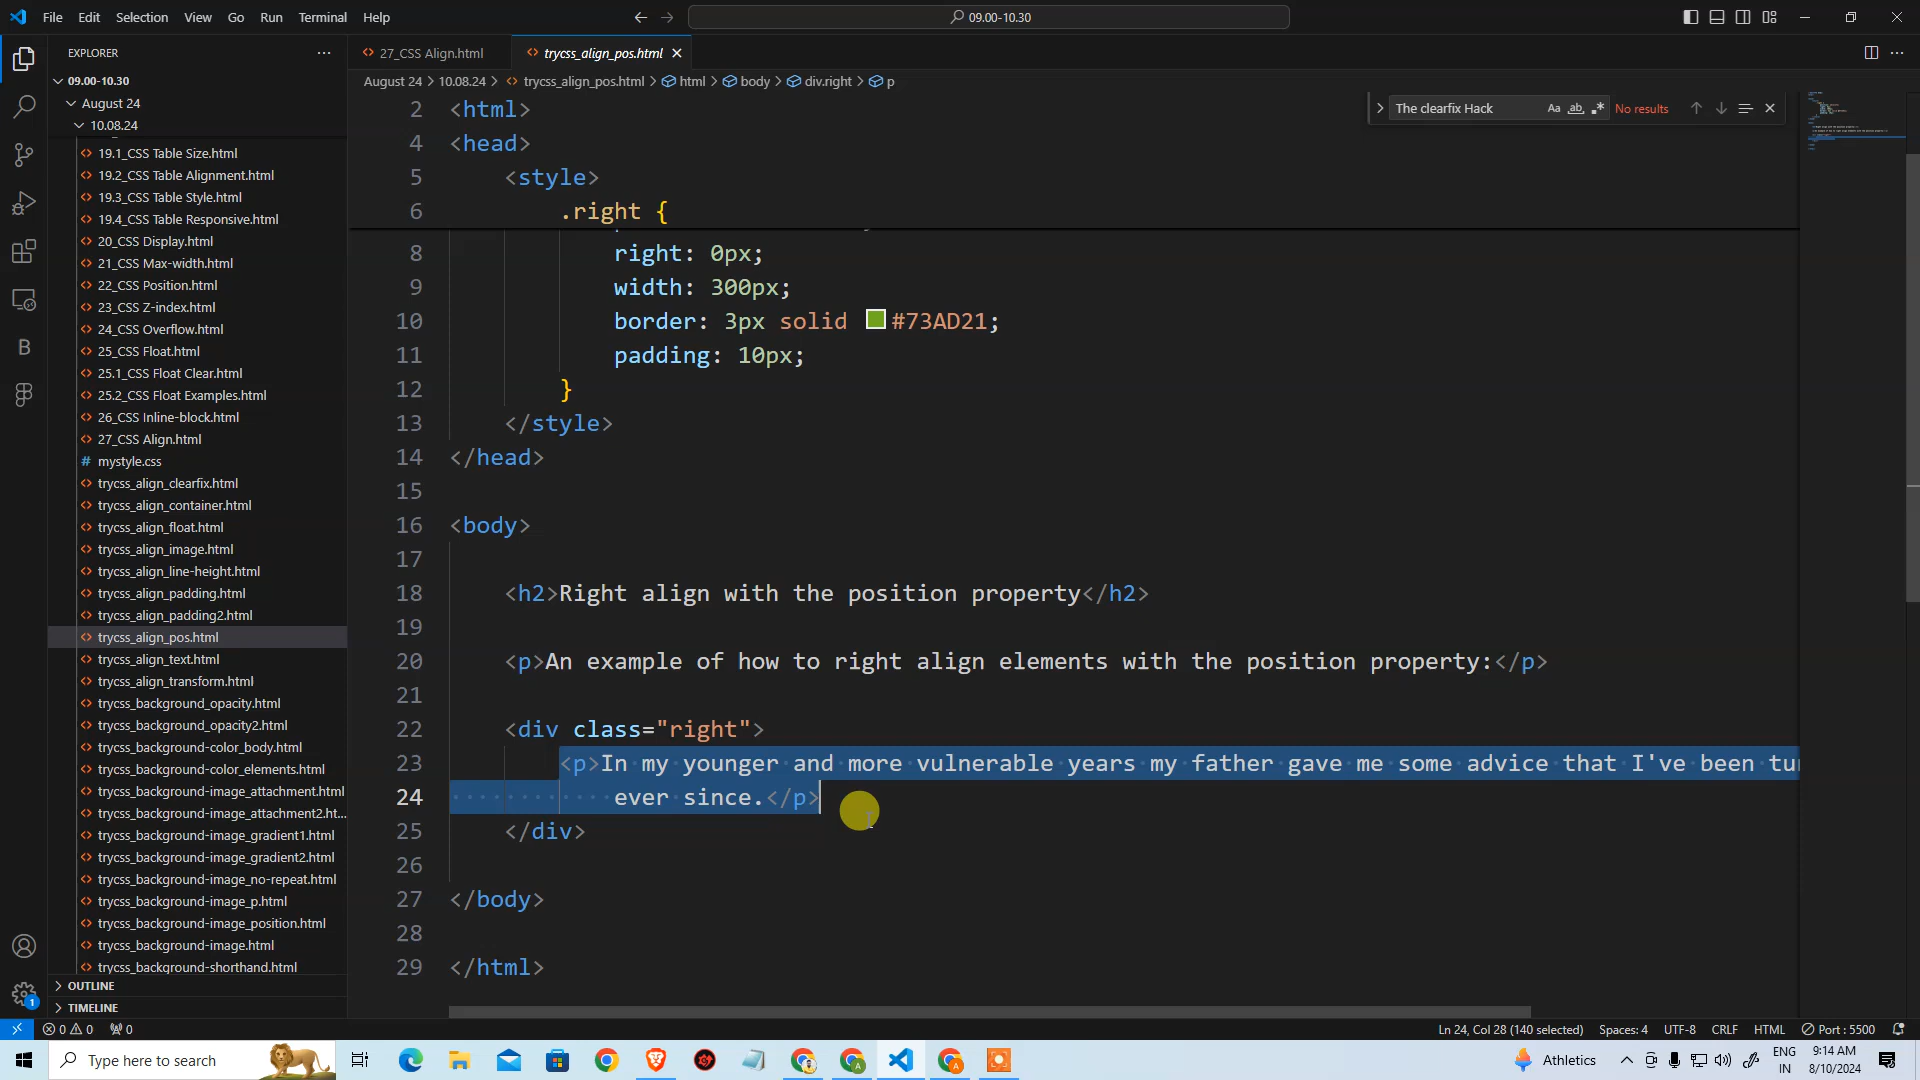 File Edit Selection View Go Run Terminal Help
09.00-10.30
EXPLORER
27_CSS Align.html
trycss_align_pos.html
August 24 > 10.08.24 > trycss_align_pos.html > html > body > div.right > p
09.00-10.30
August 24
10.08.24
19.1_CSS Table Size.html
19.2_CSS Table Alignment.html
19.3_CSS Table Style.html
19.4_CSS Table Responsive.html
20_CSS Display.html
21_CSS Max-width.html
22_CSS Position.html
23_CSS Z-index.html
24_CSS Overflow.html
25_CSS Float.html
25.1_CSS Float Clear.html
25.2_CSS Float Examples.html
26_CSS Inline-block.html
27_CSS Align.html
mystyle.css
trycss_align_clearfix.html
trycss_align_container.html
trycss_align_float.html
trycss_align_image.html
trycss_align_line-height.html
trycss_align_padding.html
trycss_align_padding2.html
trycss_align_pos.html
trycss_align_text.html
trycss_align_transform.html
trycss_background_opacity.html
trycss_background_opacity2.html
trycss_background-color_body.html
trycss_background-color_elements.html
trycss_background-image_attachment.html
trycss_background-image_attachment2.ht...
trycss_background-image_gradient1.html
trycss_background-image_gradient2.html
trycss_background-image_no-repeat.html
trycss_background-image_p.html
trycss_background-image_position.html
trycss_background-image.html
trycss_background-shorthand.html
OUTLINE
TIMELINE
The clearfix Hack
Aa ab .* No results
2 <html>
4 <head>
5 <style>
6 .right {
8 right: 0px;
9 width: 300px;
10 border: 3px solid #73AD21;
11 padding: 10px;
12 }
13 </style>
14 </head>
15
16 <body>
17
18 <h2>Right align with the position property</h2>
19
20 <p>An example of how to right align elements with the position property:</p>
21
22 <div class="right">
23 <p>In my younger and more vulnerable years my father gave me some advice that I've been tu
24 ever since.</p>
25 </div>
26
27 </body>
28
29 </html>
0 0 0
Ln 24, Col 28 (140 selected) Spaces: 4 UTF-8 CRLF HTML Port : 5500
Type here to search
Athletics
ENG
IN
9:14 AM
8/10/2024